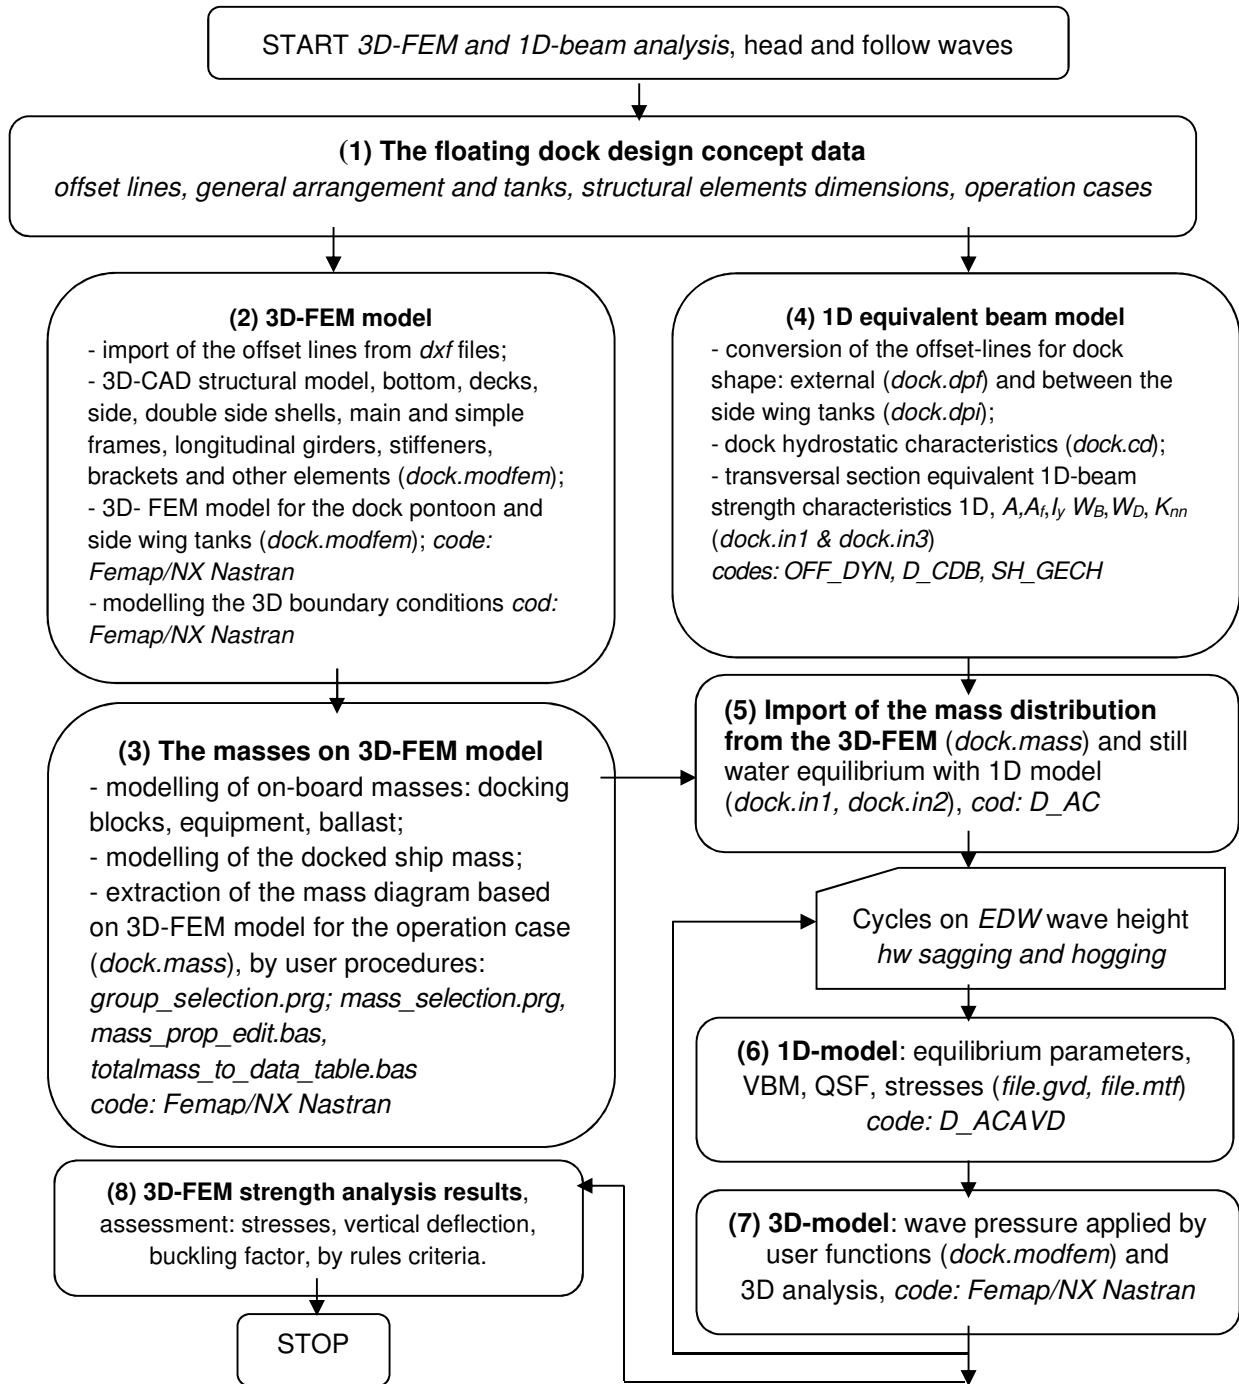 START 3D-FEM and 1D-beam analysis, head and follow waves
(1) The floating dock design concept data
offset lines, general arrangement and tanks, structural elements dimensions, operation cases
(2) 3D-FEM model
- import of the offset lines from dxf files;
- 3D-CAD structural model, bottom, decks,
side, double side shells, main and simple
frames, longitudinal girders, stiffeners,
brackets and other elements (dock.modfem);
- 3D- FEM model for the dock pontoon and
side wing tanks (dock.modfem); code:
Femap/NX Nastran
- modelling the 3D boundary conditions cod:
Femap/NX Nastran
(4) 1D equivalent beam model
- conversion of the offset-lines for dock
shape: external (dock.dpf) and between the
side wing tanks (dock.dpi);
- dock hydrostatic characteristics (dock.cd);
- transversal section equivalent 1D-beam
strength characteristics 1D, A,Af,Iy WB,WD, Knn
(dock.in1 & dock.in3)
codes: OFF_DYN, D_CDB, SH_GECH
(3) The masses on 3D-FEM model
- modelling of on-board masses: docking
blocks, equipment, ballast;
- modelling of the docked ship mass;
- extraction of the mass diagram based
on 3D-FEM model for the operation case
(dock.mass), by user procedures:
group_selection.prg; mass_selection.prg,
mass_prop_edit.bas,
totalmass_to_data_table.bas
code: Femap/NX Nastran
(5) Import of the mass distribution
from the 3D-FEM (dock.mass) and still
water equilibrium with 1D model
(dock.in1, dock.in2), cod: D_AC
Cycles on EDW wave height
hw sagging and hogging
(6) 1D-model: equilibrium parameters,
VBM, QSF, stresses (file.gvd, file.mtf)
code: D_ACAVD
(7) 3D-model: wave pressure applied by
user functions (dock.modfem) and
3D analysis, code: Femap/NX Nastran
(8) 3D-FEM strength analysis results,
assessment: stresses, vertical deflection,
buckling factor, by rules criteria.
STOP